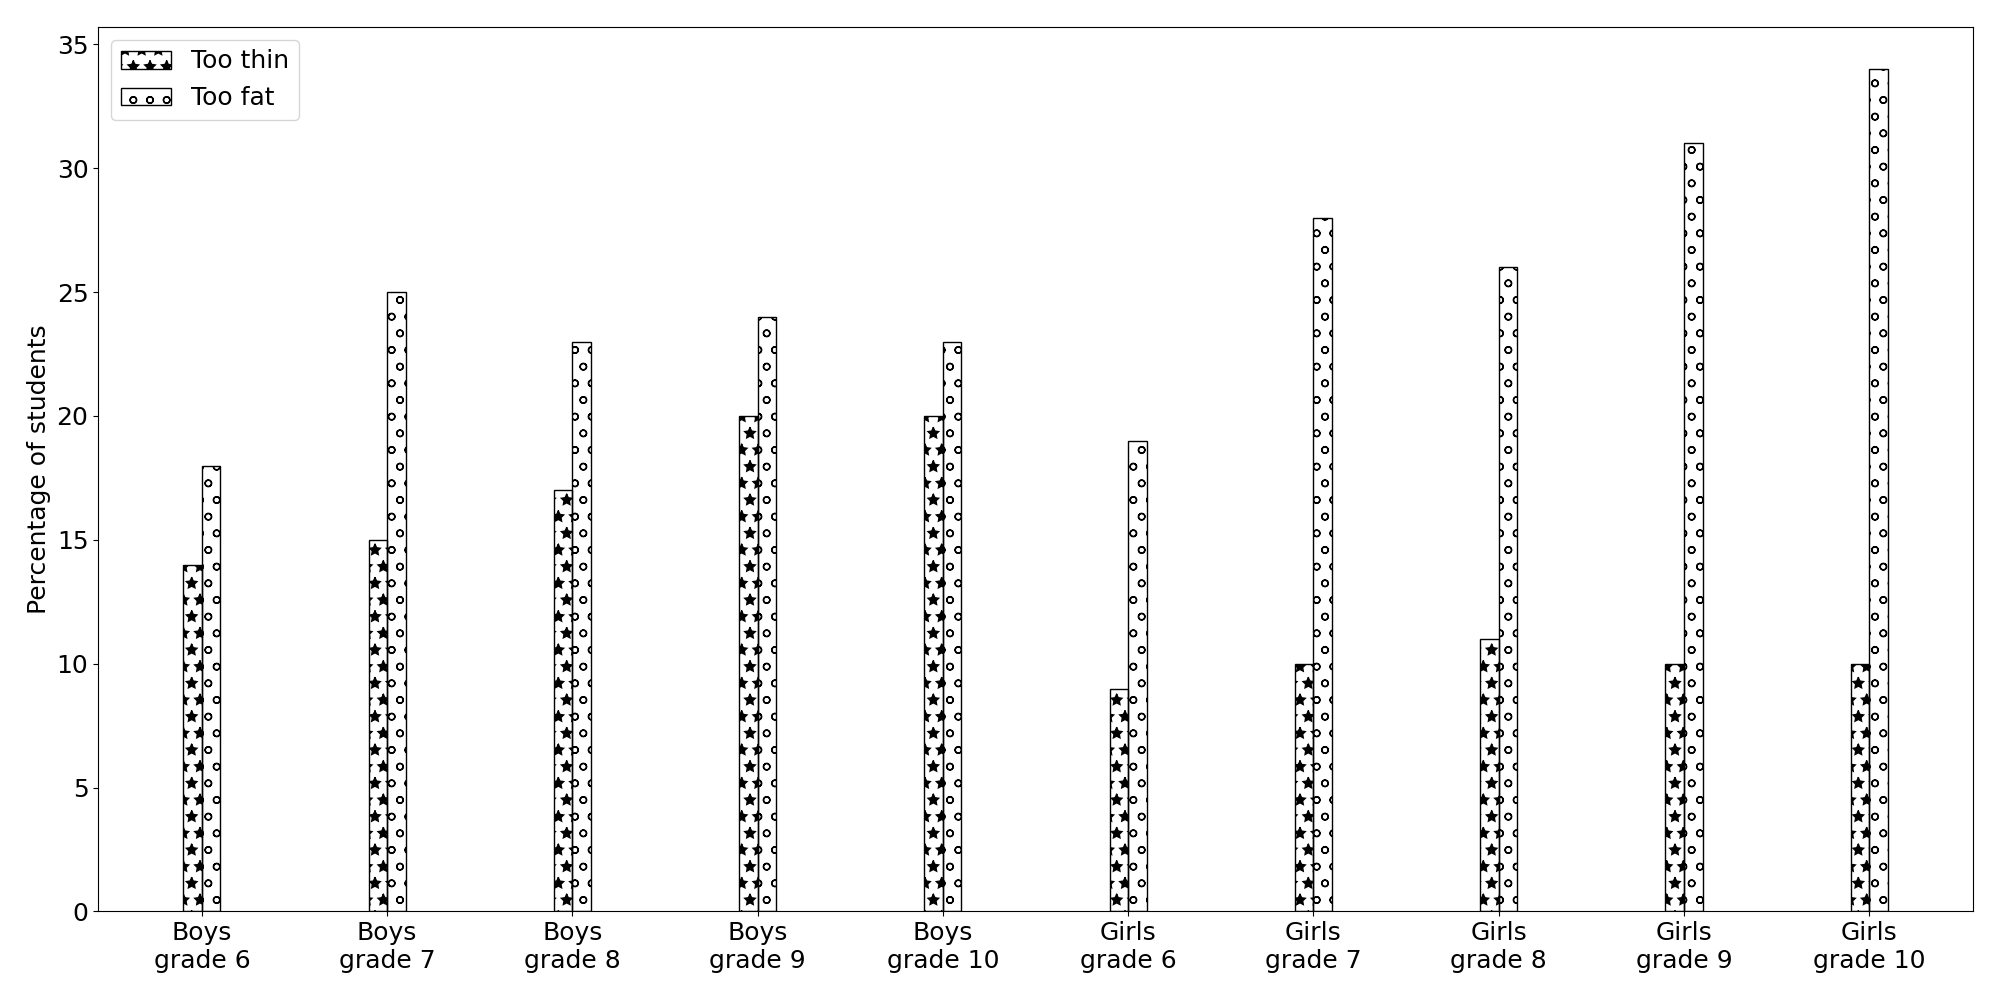 35
30
25
20
15
10
5
0
Percentage of students
Too thin
Too fat
Boys
grade 6
Boys
grade 7
Boys
grade 8
Boys
grade 9
Boys
grade 10
Girls
grade 6
Girls
grade 7
Girls
grade 8
Girls
grade 9
Girls
grade 10